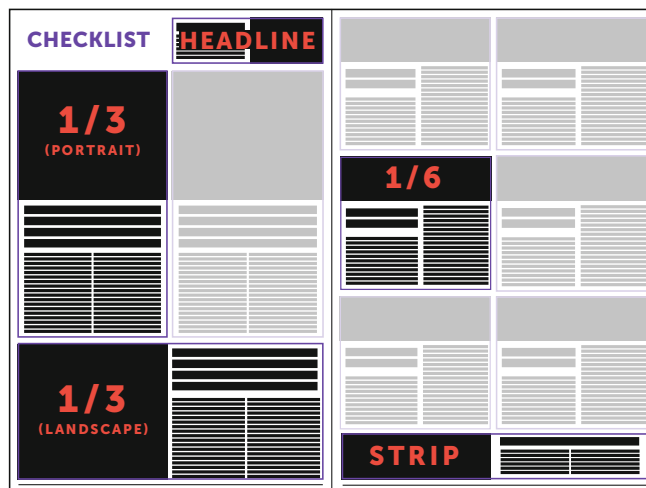 CHECKLIST
HEADLINE
1/3
(PORTRAIT)
1/3
(LANDSCAPE)
1/6
STRIP